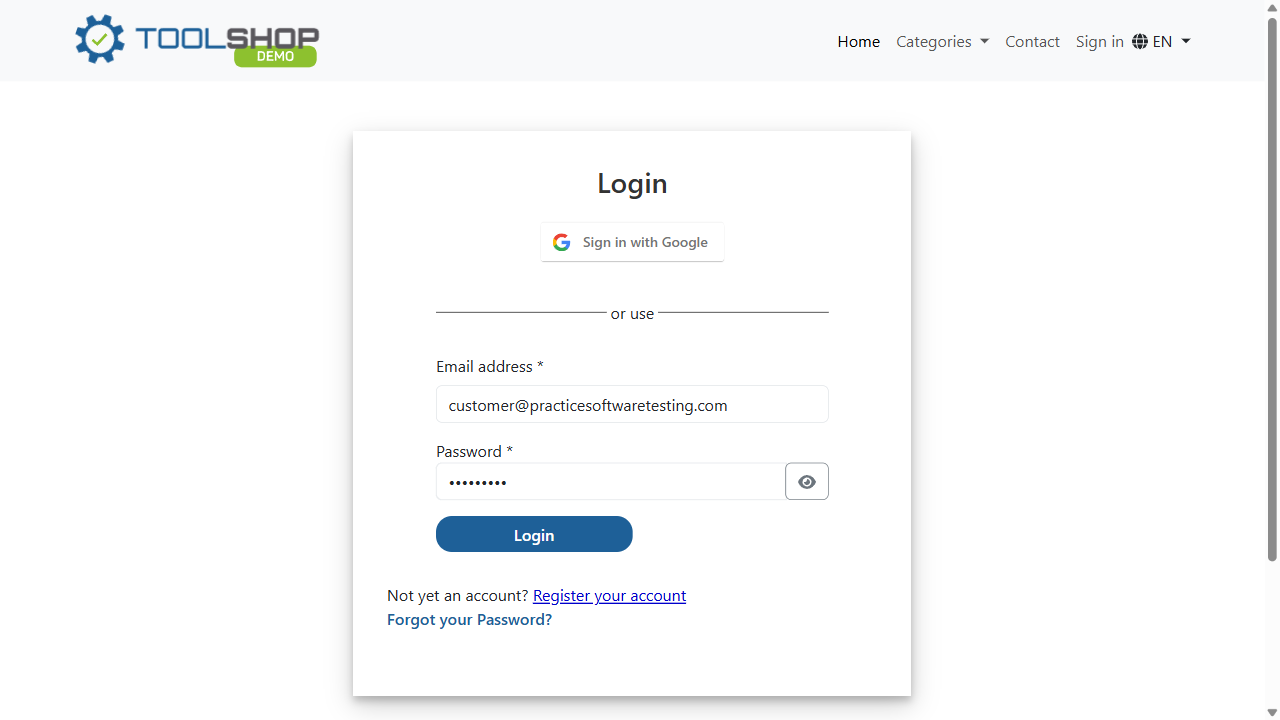 TOOLSHOP
DEMO
Home Categories Contact Sign in EN
Login
Sign in with Google
or use
Email address *
customer@practicesoftwaretesting.com
Password *
•••••••••
Login
Not yet an account? Register your account
Forgot your Password?